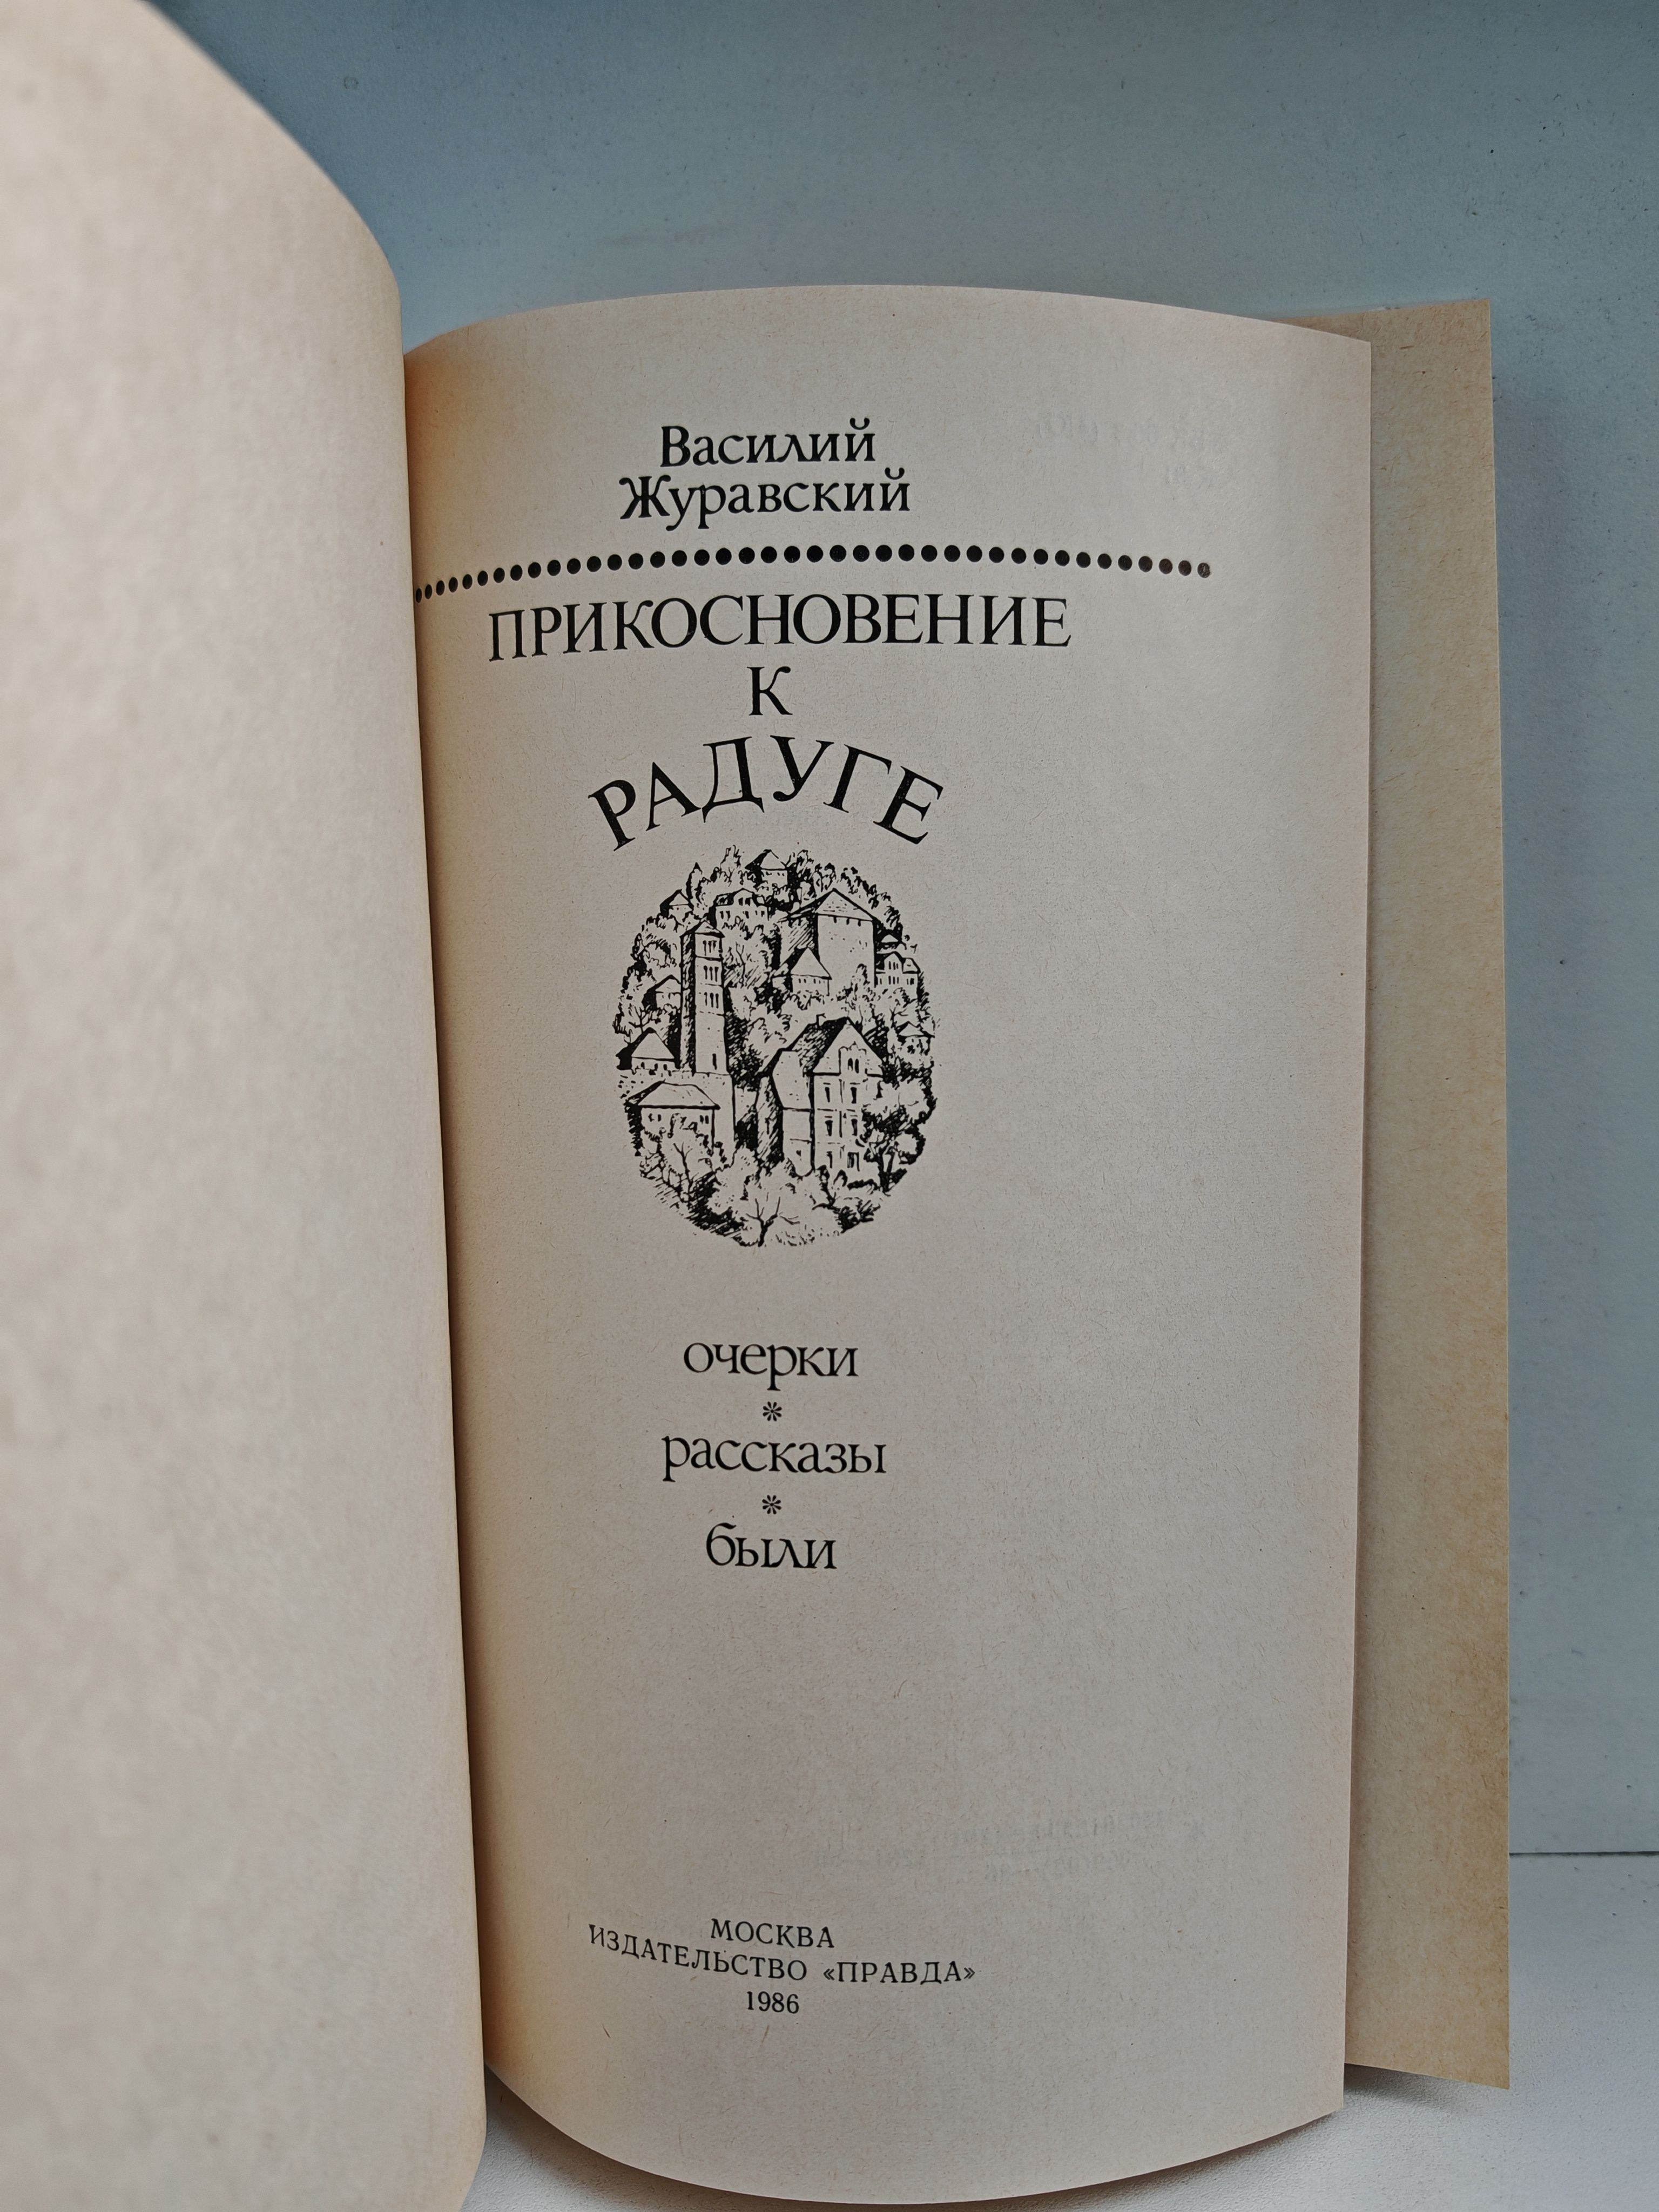 Василий
Журавский
ПРИКОСНОВЕНИЕ
К
РАДУГЕ
очерки
*
рассказы
*
были
МОСКВА
ИЗДАТЕЛЬСТВО «ПРАВДА»
1986